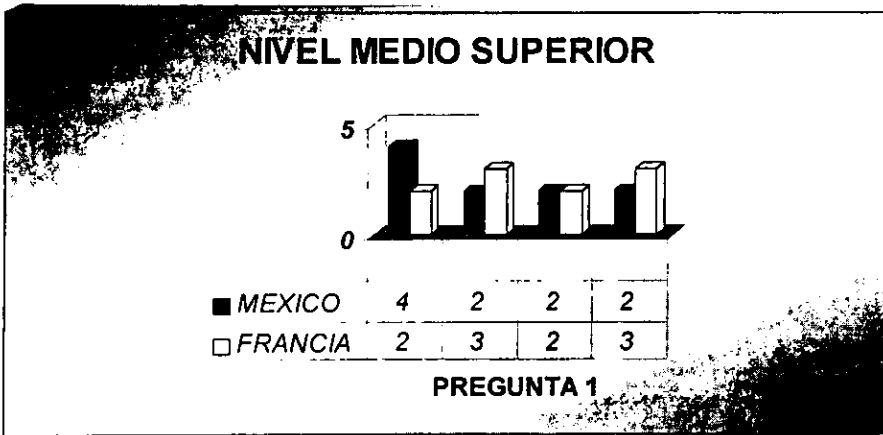 NIVEL MEDIO SUPERIOR
5
0
MEXICO 4 2 2 2
FRANCIA 2 3 2 3
PREGUNTA 1